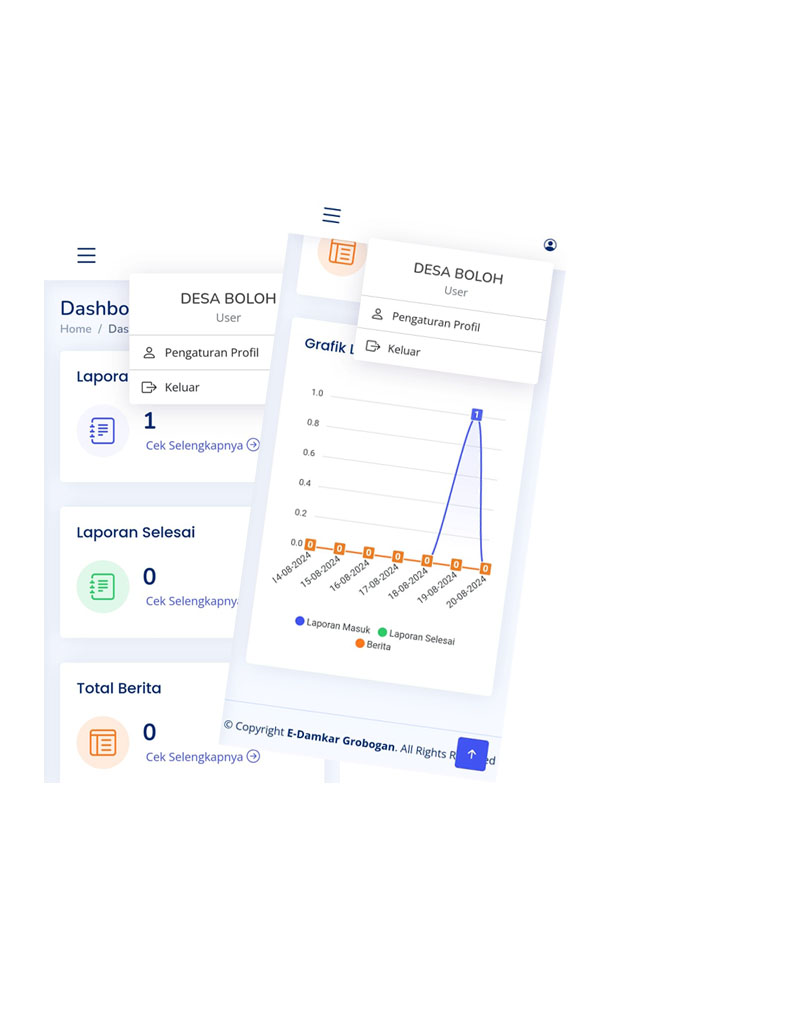 Dashbo
Home / Das
DESA BOLOH
User
Pengaturan Profil
Keluar
Lapora
1
Cek Selengkapnya
Laporan Selesai
0
Cek Selengkapny
Total Berita
0
Cek Selengkapnya
DESA BOLOH
User
Pengaturan Profil
Keluar
Grafik L
1.0
0.8
0.6
0.4
0.2
0.0
1
0 0 0 0 0 0 0
14-08-2024 15-08-2024 16-08-2024 17-08-2024 18-08-2024 19-08-2024 20-08-2024
Laporan Masuk Laporan Selesai
Berita
© Copyright E-Damkar Grobogan. All Rights R ed